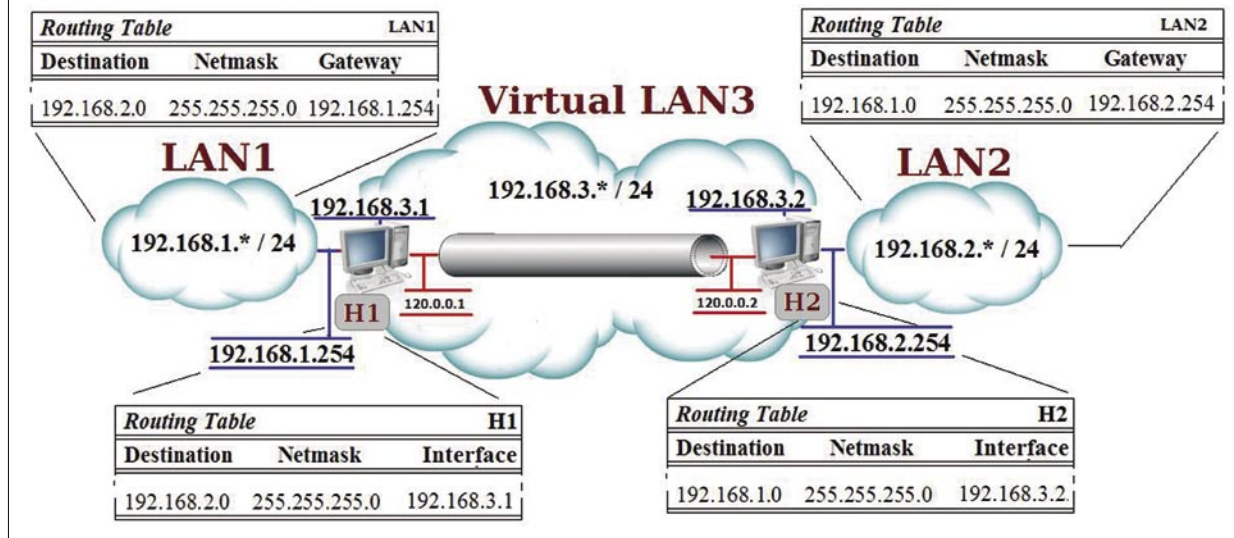 Routing Table LAN1
Destination Netmask Gateway
192.168.2.0 255.255.255.0 192.168.1.254
Routing Table LAN2
Destination Netmask Gateway
192.168.1.0 255.255.255.0 192.168.2.254
Virtual LAN3
LAN1
LAN2
192.168.3.* / 24
192.168.3.1
192.168.3.2
192.168.1.* / 24
192.168.2.* / 24
120.0.0.1
120.0.0.2
H1
H2
192.168.1.254
192.168.2.254
Routing Table H1
Destination Netmask Interface
192.168.2.0 255.255.255.0 192.168.3.1
Routing Table H2
Destination Netmask Interface
192.168.1.0 255.255.255.0 192.168.3.2